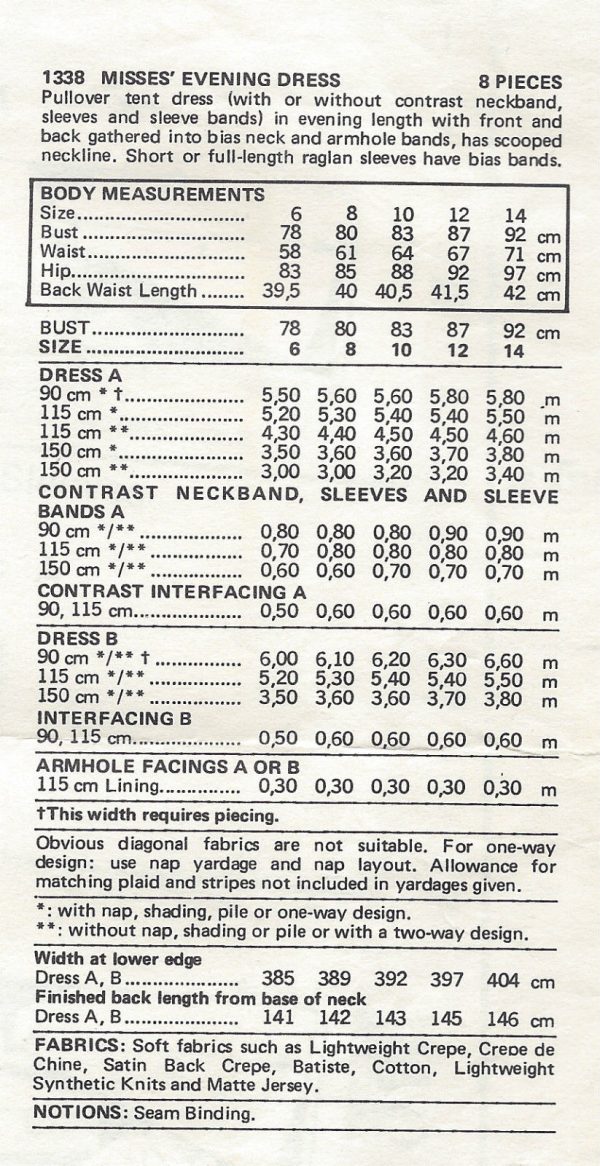 1338 MISSES' EVENING DRESS 8 PIECES
Pullover tent dress (with or without contrast neckband,
sleeves and sleeve bands) in evening length with front and
back gathered into bias neck and armhole bands, has scooped
neckline. Short or full-length raglan sleeves have bias bands.
BODY MEASUREMENTS
Size............................ 6 8 10 12 14
Bust ........................... 78 80 83 87 92 cm
Waist.......................... 58 61 64 67 71 cm
Hip............................. 83 85 88 92 97 cm
Back Waist Length ....... 39,5 40 40,5 41,5 42 cm
BUST......................... 78 80 83 87 92 cm
SIZE .......................... 6 8 10 12 14
DRESS A
90 cm * †.................... 5,50 5,60 5,60 5,80 5,80 m
115 cm *..................... 5,20 5,30 5,40 5,40 5,50 m
115 cm **................... 4,30 4,40 4,50 4,50 4,60 m
150 cm *..................... 3,50 3,60 3,60 3,70 3,80 m
150 cm **................... 3,00 3,00 3,20 3,20 3,40 m
CONTRAST NECKBAND, SLEEVES AND SLEEVE
BANDS A
90 cm */** ................. 0,80 0,80 0,80 0,90 0,90 m
115 cm */** ............... 0,70 0,80 0,80 0,80 0,80 m
150 cm */** ............... 0,60 0,60 0,70 0,70 0,70 m
CONTRAST INTERFACING A
90, 115 cm.................. 0,50 0,60 0,60 0,60 0,60 m
DRESS B
90 cm */** † .............. 6,00 6,10 6,20 6,30 6,60 m
115 cm */** ................ 5,20 5,30 5,40 5,40 5,50 m
150 cm */** ................ 3,50 3,60 3,60 3,70 3,80 m
INTERFACING B
90, 115 cm.................. 0,50 0,60 0,60 0,60 0,60 m
ARMHOLE FACINGS A OR B
115 cm Lining.............. 0,30 0,30 0,30 0,30 0,30 m
†This width requires piecing.
Obvious diagonal fabrics are not suitable. For one-way
design: use nap yardage and nap layout. Allowance for
matching plaid and stripes not included in yardages given.
*: with nap, shading, pile or one-way design.
**: without nap, shading or pile or with a two-way design.
Width at lower edge
Dress A, B.................... 385 389 392 397 404 cm
Finished back length from base of neck
Dress A, B.................... 141 142 143 145 146 cm
FABRICS: Soft fabrics such as Lightweight Crepe, Crepe de
Chine, Satin Back Crepe, Batiste, Cotton, Lightweight
Synthetic Knits and Matte Jersey.
NOTIONS: Seam Binding.